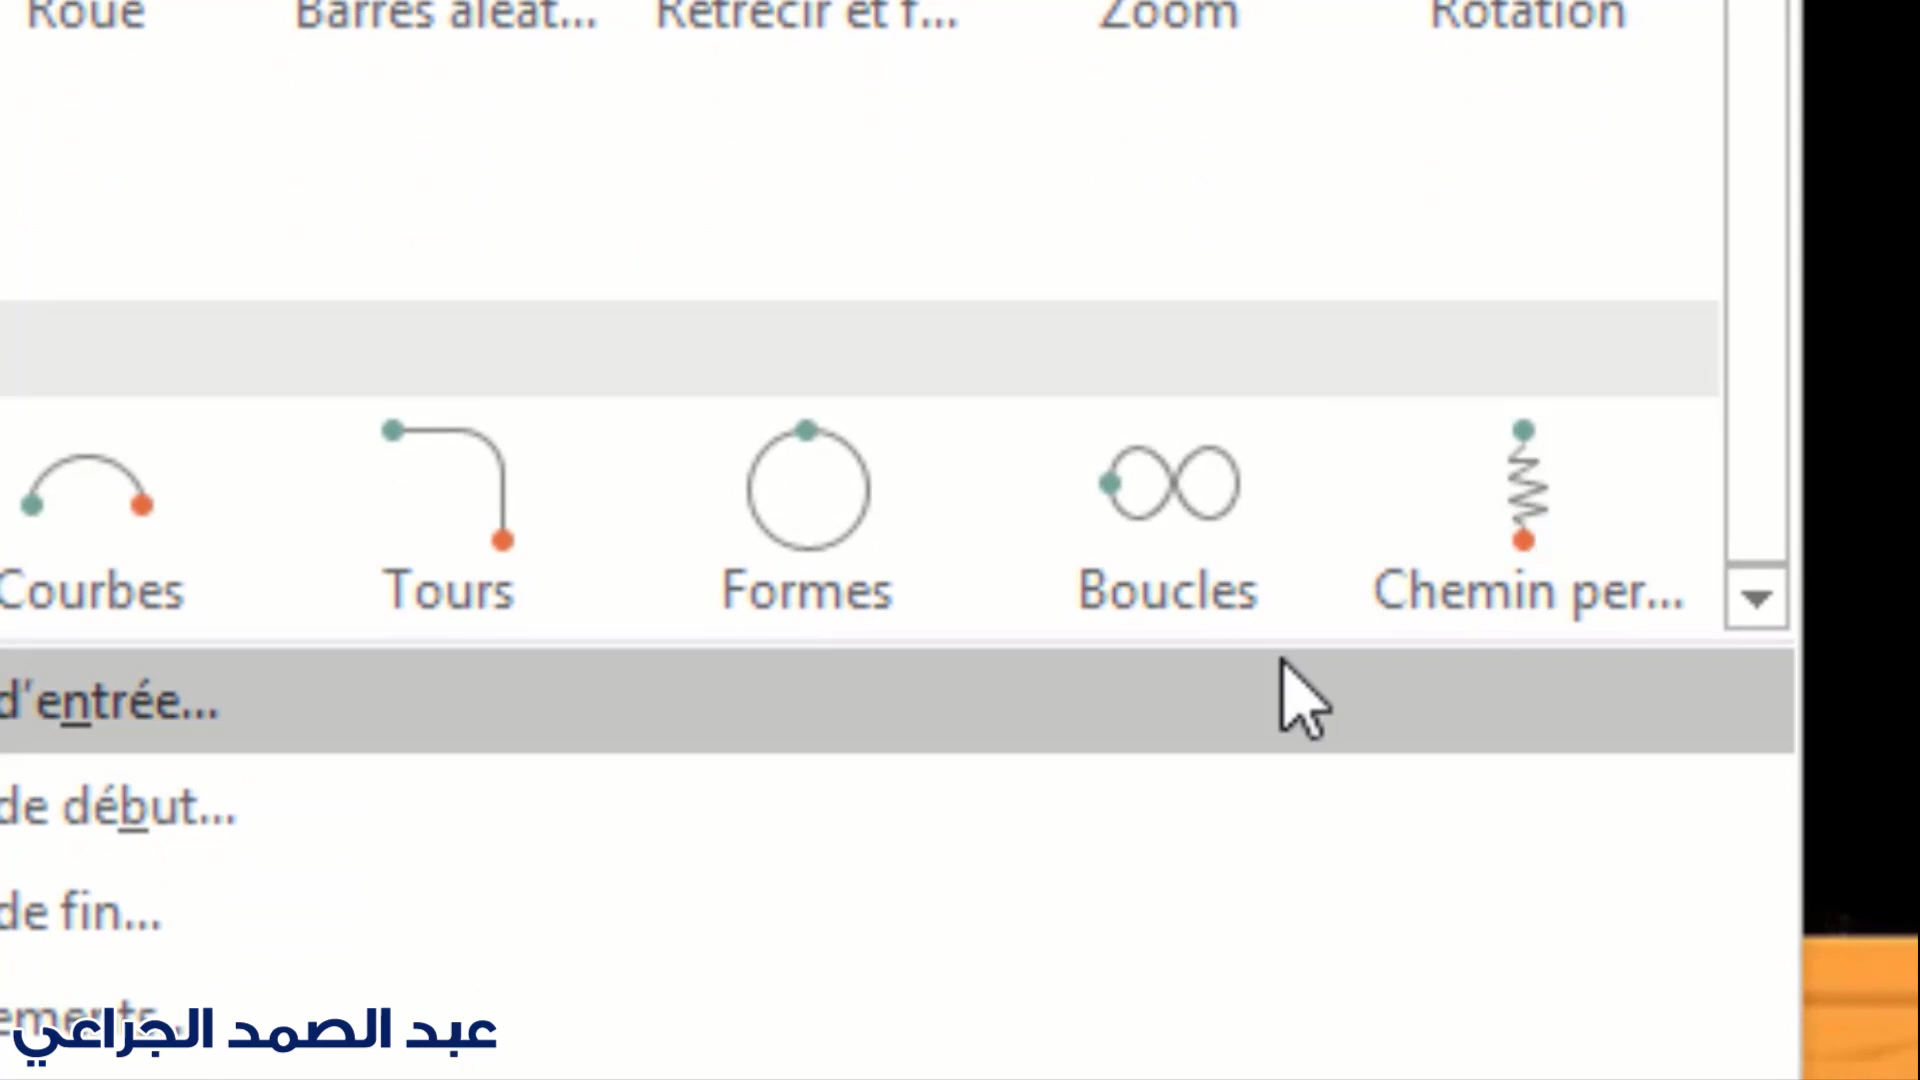 Roue Barres aléat... Rétrécir et f... Zoom Rotation
Courbes Tours Formes Boucles Chemin per...
d'entrée...
de début...
de fin...
عبد الصمد الجراعي